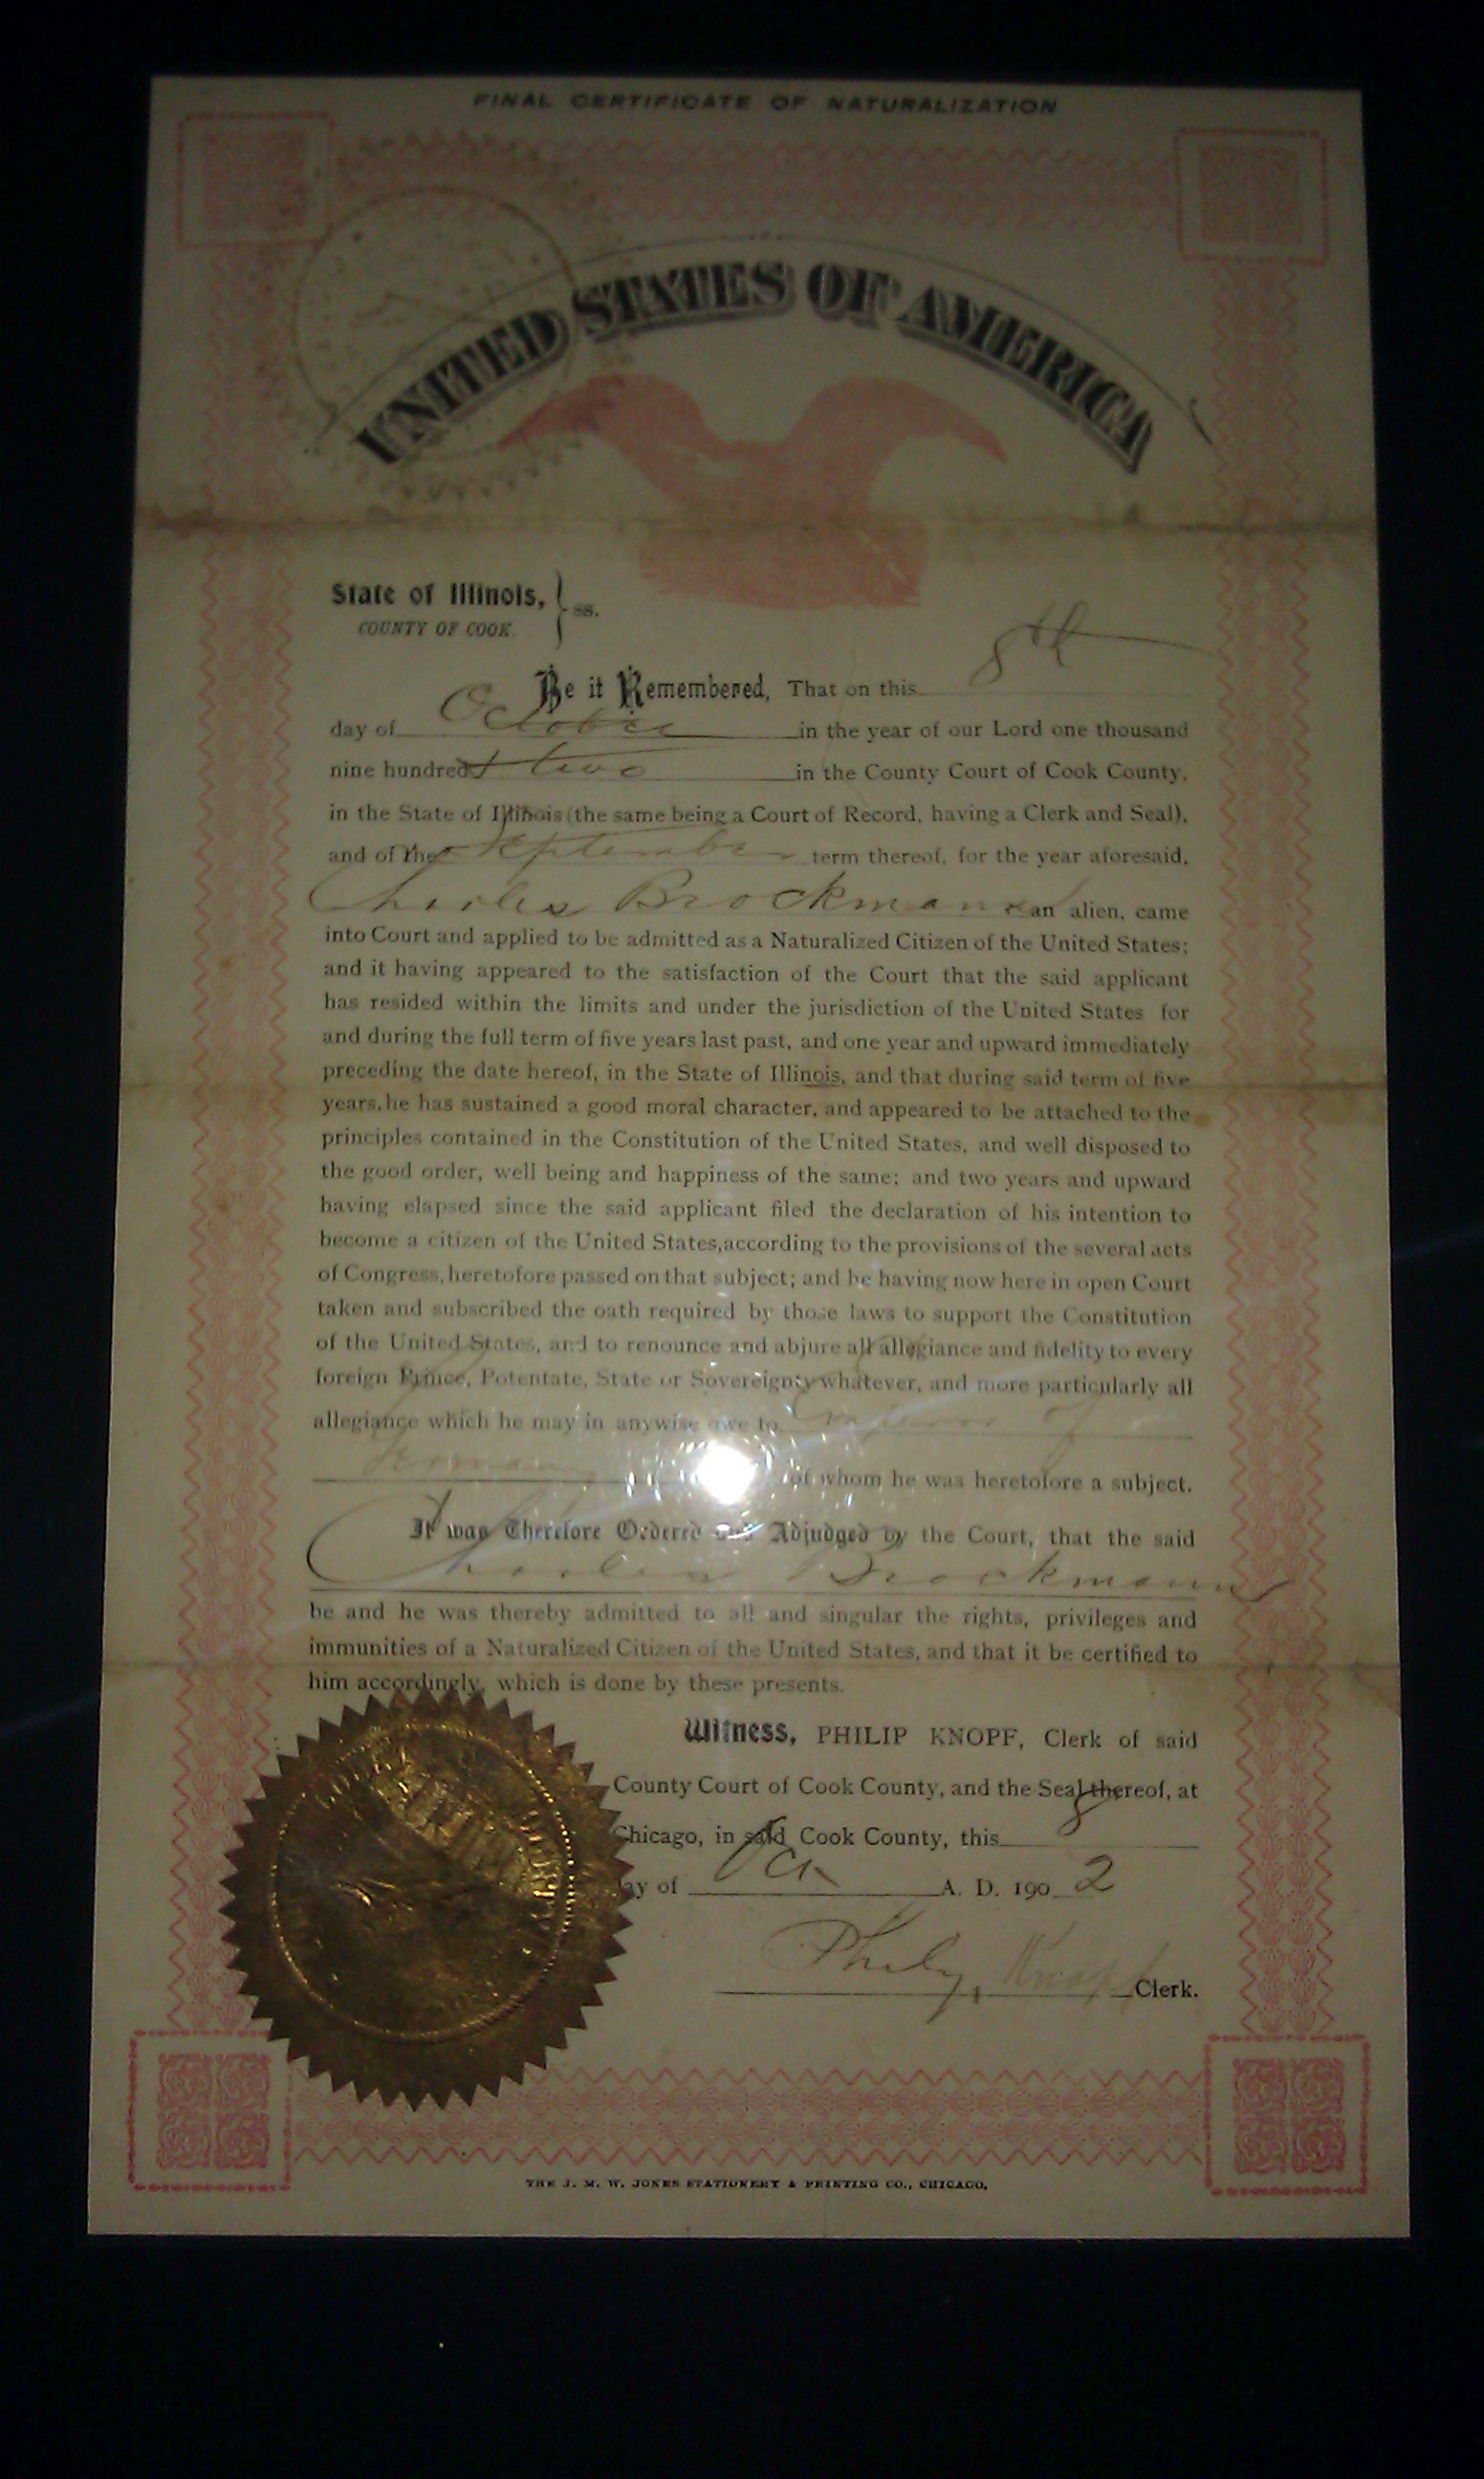 FINAL CERTIFICATE OF NATURALIZATION
UNITED STATES OF AMERICA
State of Illinois, } ss.
COUNTY OF COOK.
Be it Remembered, That on this 8th
day of October in the year of our Lord one thousand
nine hundred & two in the County Court of Cook County,
in the State of Illinois (the same being a Court of Record, having a Clerk and Seal),
and of the September term thereof, for the year aforesaid,
Charles Brockmann an alien, came
into Court and applied to be admitted as a Naturalized Citizen of the United States;
and it having appeared to the satisfaction of the Court that the said applicant
has resided within the limits and under the jurisdiction of the United States for
and during the full term of five years last past, and one year and upward immediately
preceding the date hereof, in the State of Illinois, and that during said term of five
years, he has sustained a good moral character, and appeared to be attached to the
principles contained in the Constitution of the United States, and well disposed to
the good order, well being and happiness of the same; and two years and upward
having elapsed since the said applicant filed the declaration of his intention to
become a citizen of the United States, according to the provisions of the several acts
of Congress, heretofore passed on that subject; and he having now here in open Court
taken and subscribed the oath required by those laws to support the Constitution
of the United States, and to renounce and abjure all allegiance and fidelity to every
foreign Prince, Potentate, State or Sovereignty whatever, and more particularly all
allegiance which he may in anywise owe to Emperor of
Germany of whom he was heretofore a subject.
It was Therefore Ordered and Adjudged by the Court, that the said
Charles Brockmann
be and he was thereby admitted to all and singular the rights, privileges and
immunities of a Naturalized Citizen of the United States, and that it be certified to
him accordingly, which is done by these presents.
Witness, PHILIP KNOPF, Clerk of said
County Court of Cook County, and the Seal thereof, at
Chicago, in said Cook County, this 8
day of Oct A. D. 1902
Philip Knopf Clerk.
THE J. M. W. JONES STATIONERY & PRINTING CO., CHICAGO.